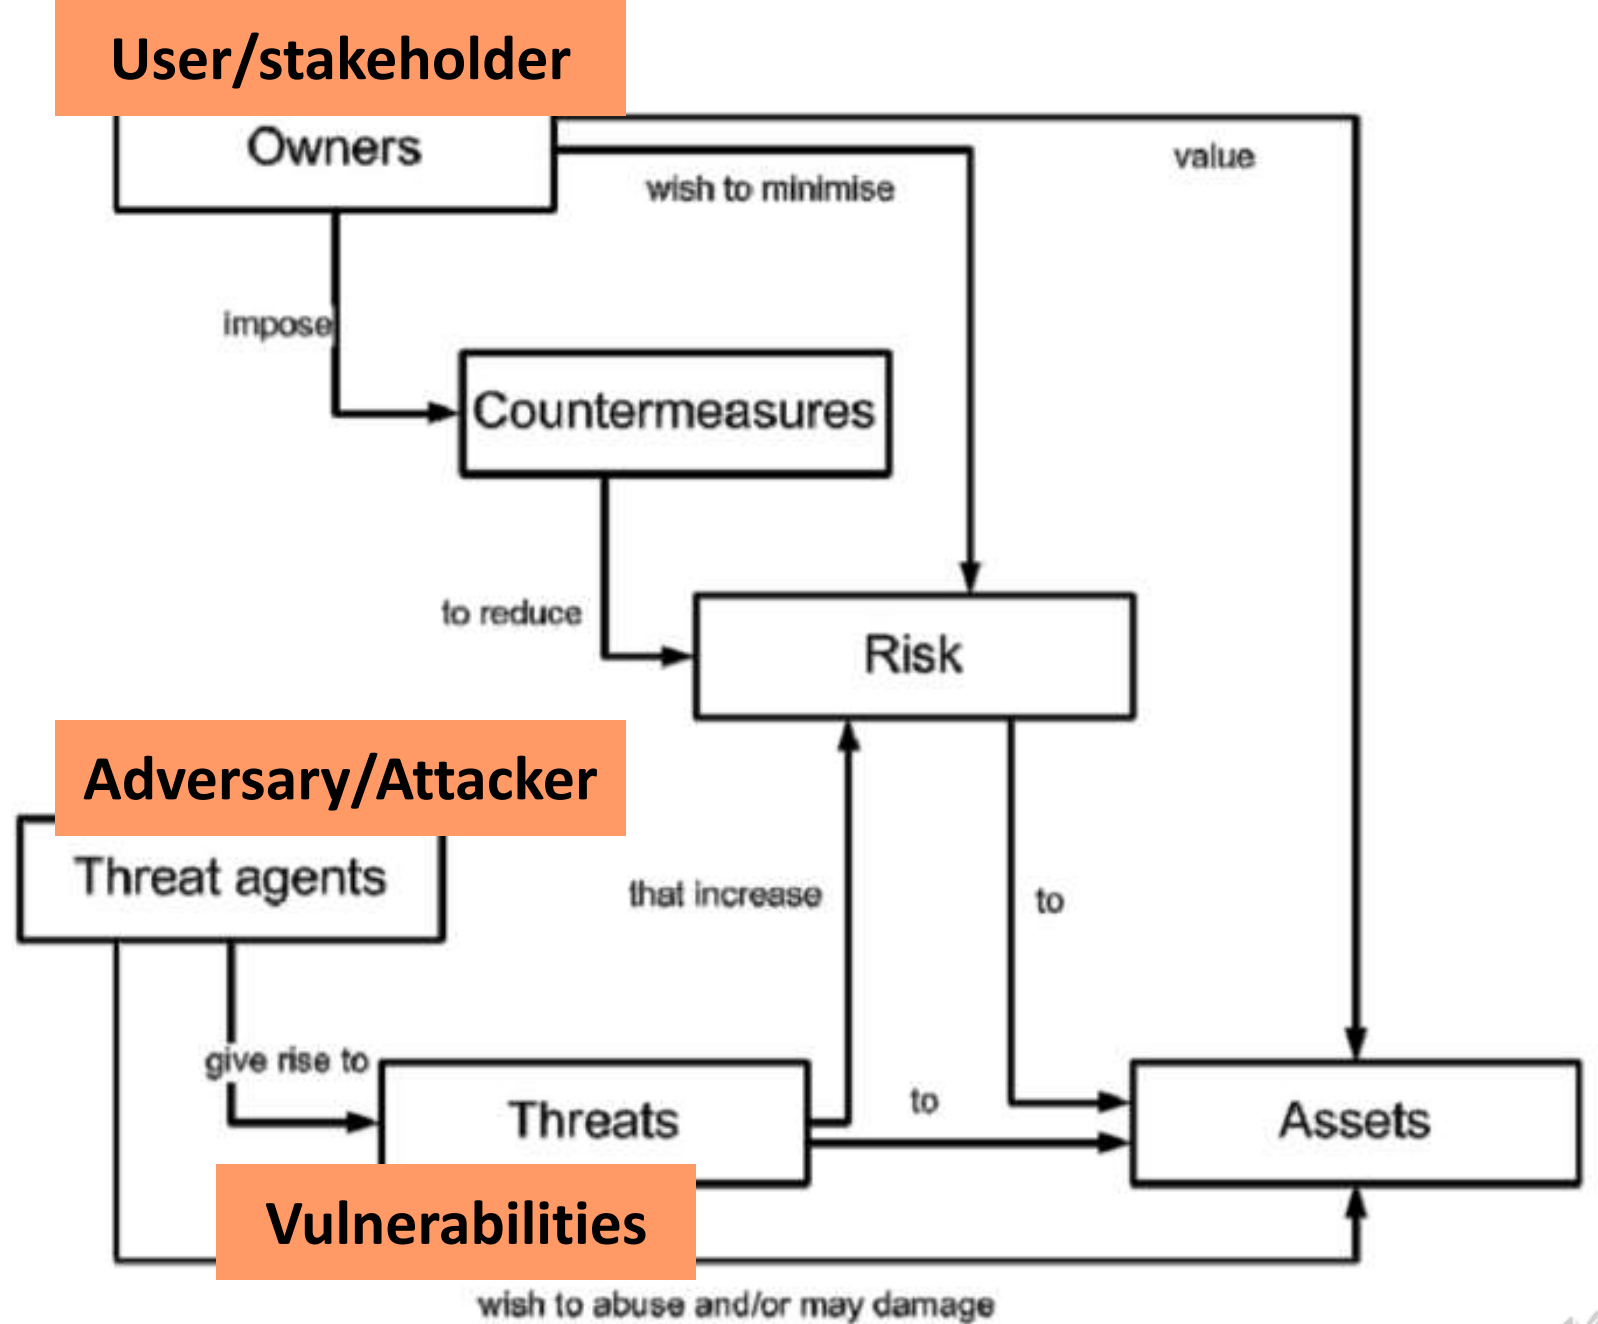 User/stakeholder
Owners
value
wish to minimise
impose
Countermeasures
to reduce
Risk
Adversary/Attacker
Threat agents
that increase
to
give rise to
to
Threats
Assets
Vulnerabilities
wish to abuse and/or may damage